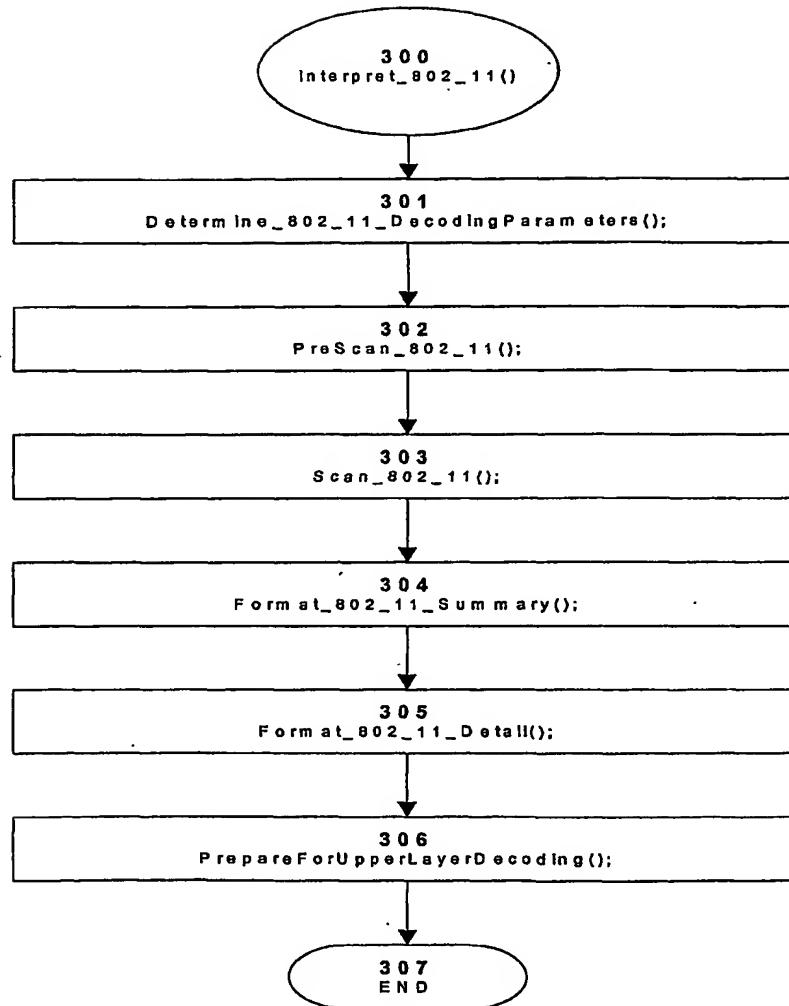 300
Interpret_802_11()
301
Determine_802_11_DecodingParameters();
302
PreScan_802_11();
303
Scan_802_11();
304
Format_802_11_Summary();
305
Format_802_11_Detail();
306
PrepareForUpperLayerDecoding();
307
END